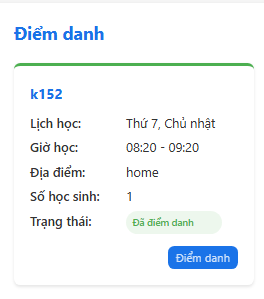 Điểm danh
k152
Lịch học: Thứ 7, Chủ nhật
Giờ học: 08:20 - 09:20
Địa điểm: home
Số học sinh: 1
Trạng thái: Đã điểm danh
Điểm danh